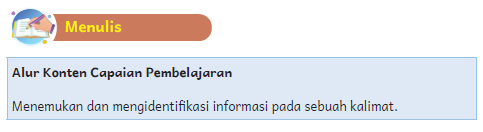 Menulis
Alur Konten Capaian Pembelajaran
Menemukan dan mengidentifikasi informasi pada sebuah kalimat.